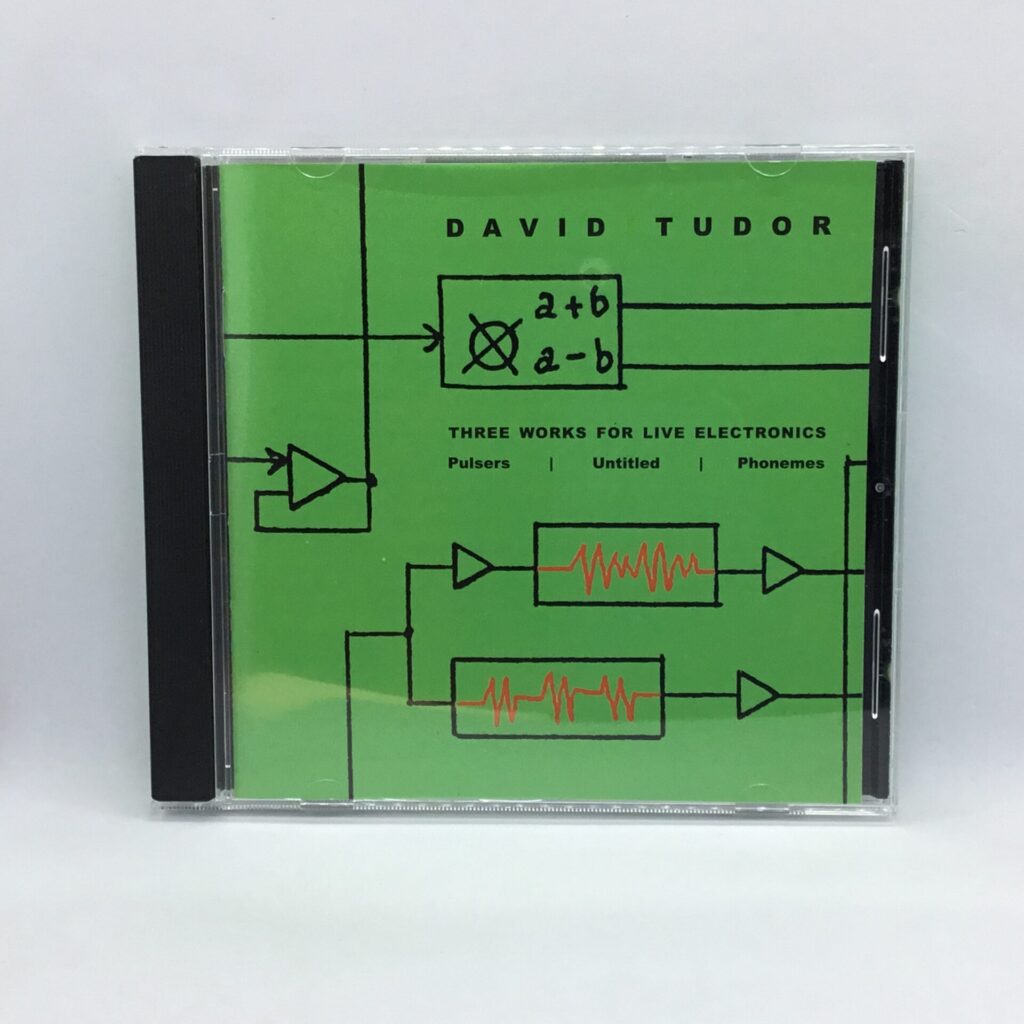 DAVID TUDOR
a+b
a-b
THREE WORKS FOR LIVE ELECTRONICS
Pulsers | Untitled | Phonemes